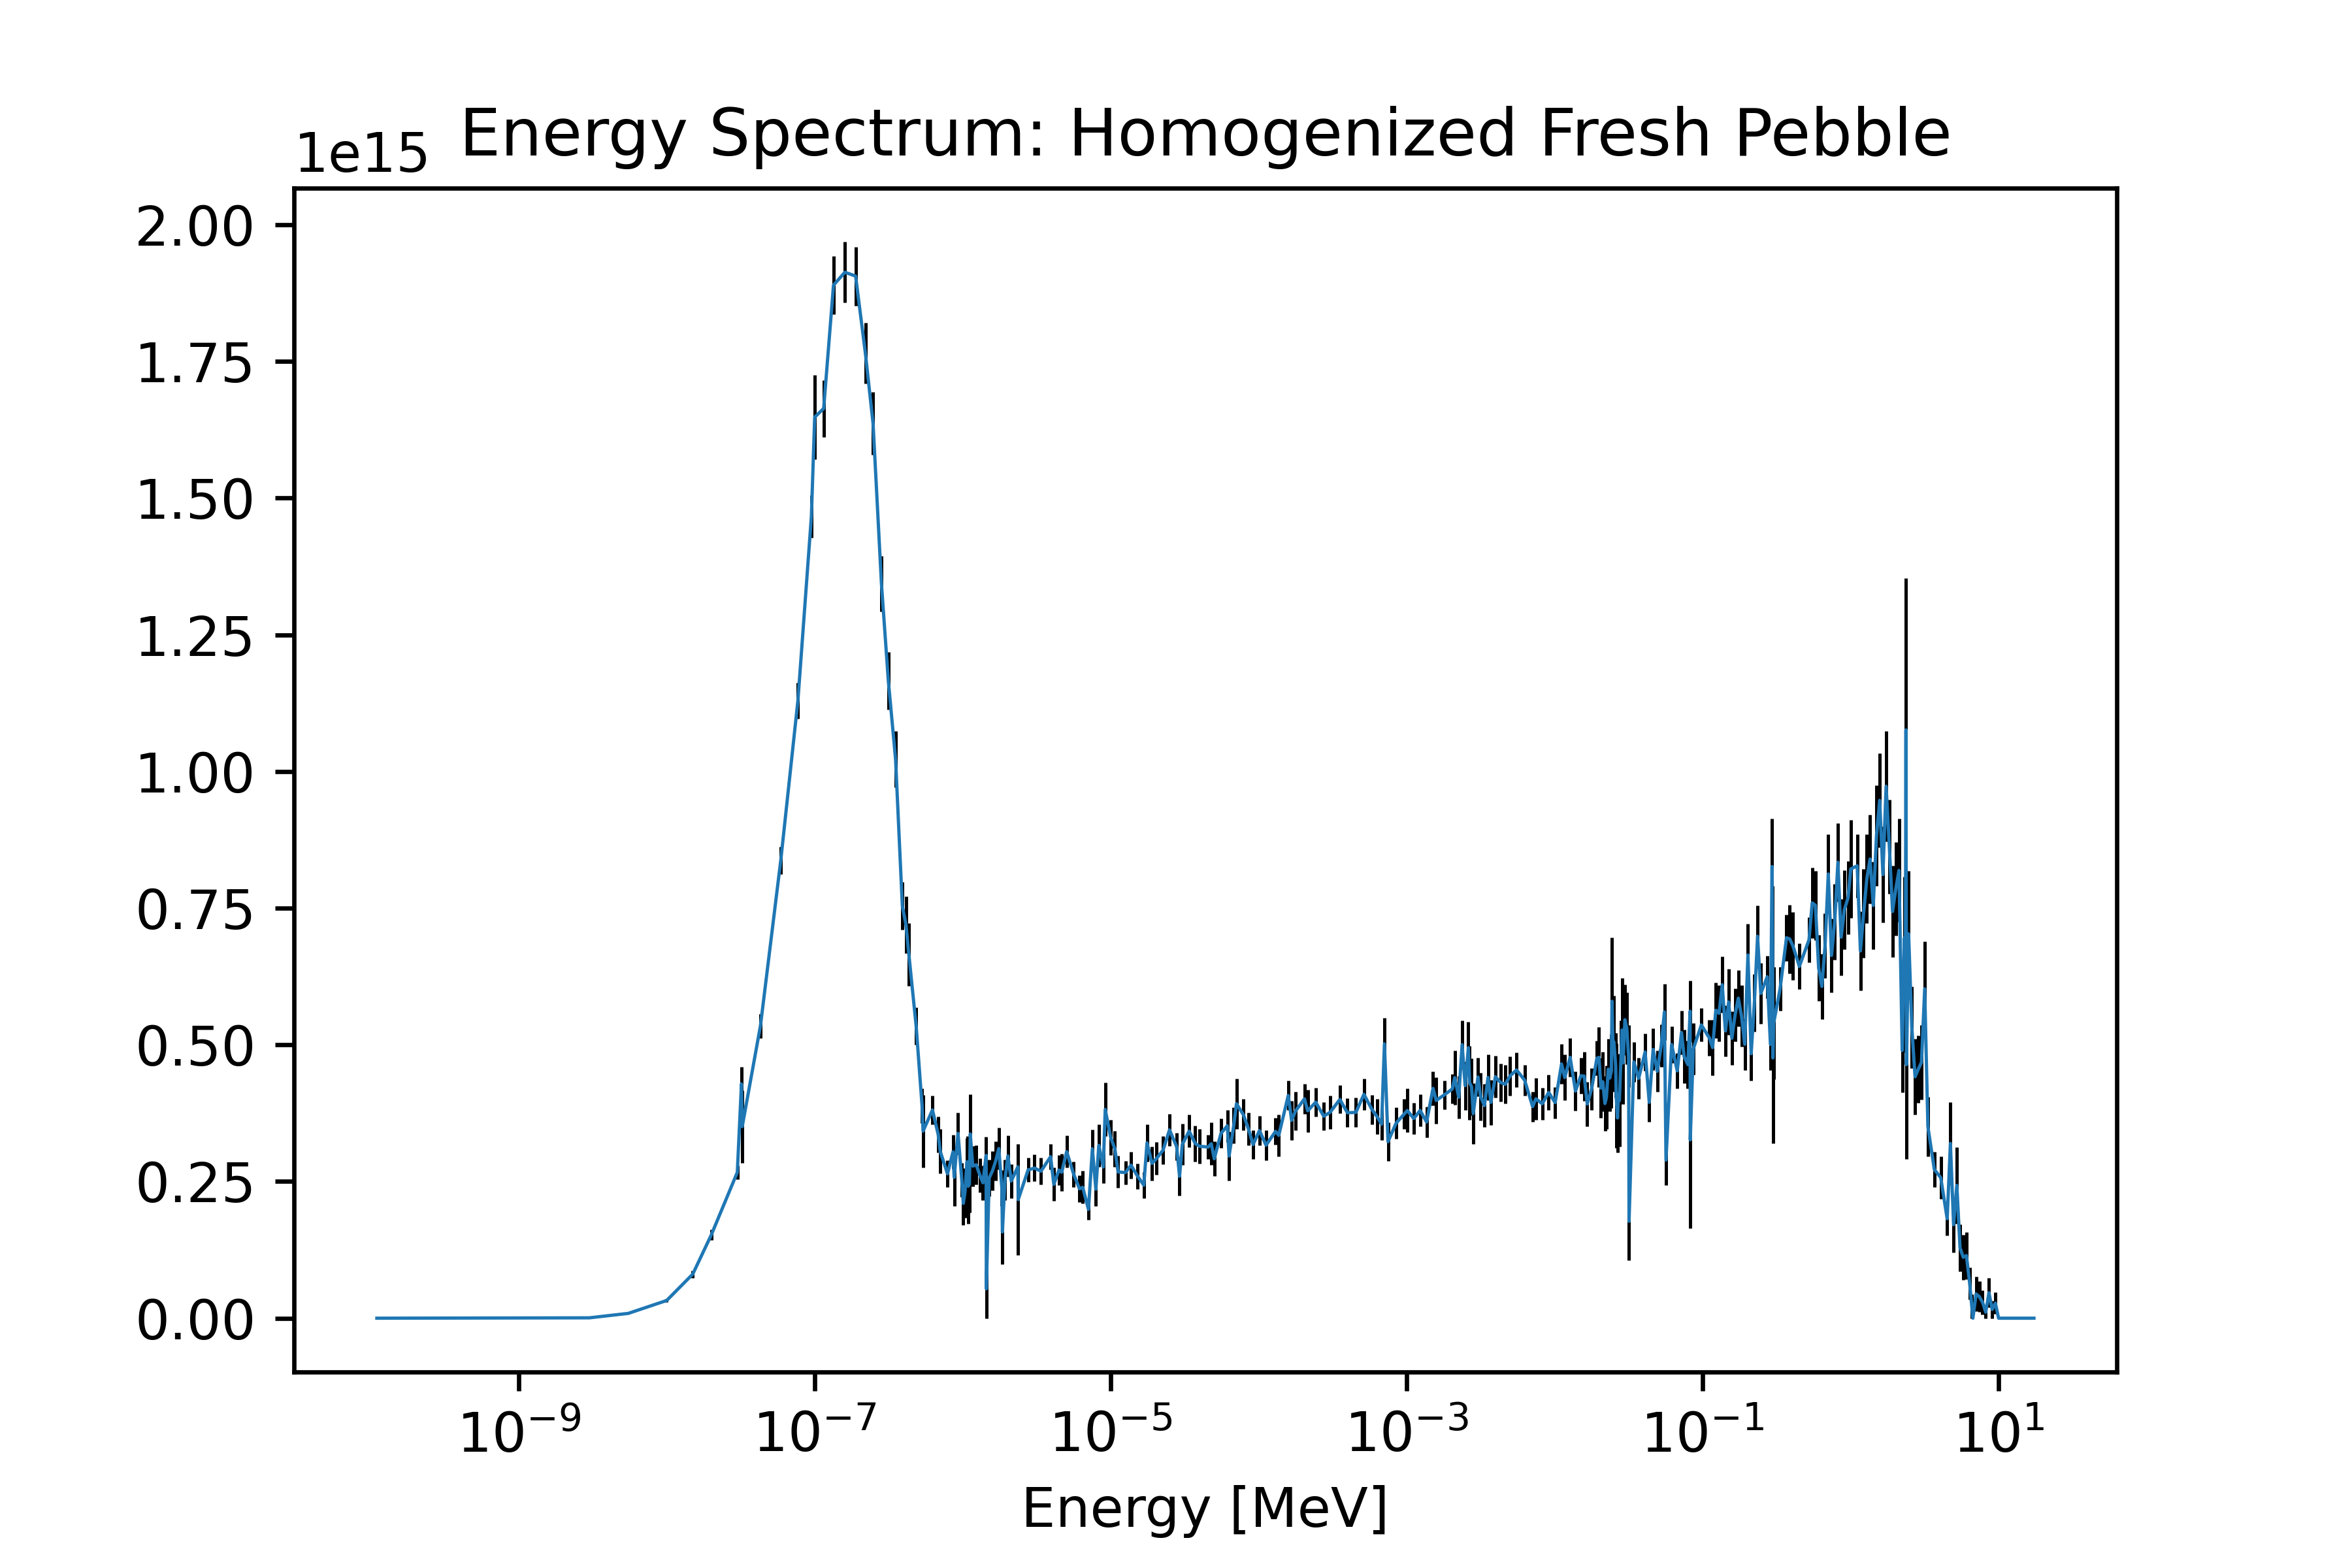 Energy Spectrum: Homogenized Fresh Pebble
1e15
2.00
1.75
1.50
1.25
1.00
0.75
0.50
0.25
0.00
10⁻⁹ 10⁻⁷ 10⁻⁵ 10⁻³ 10⁻¹ 10¹
Energy [MeV]